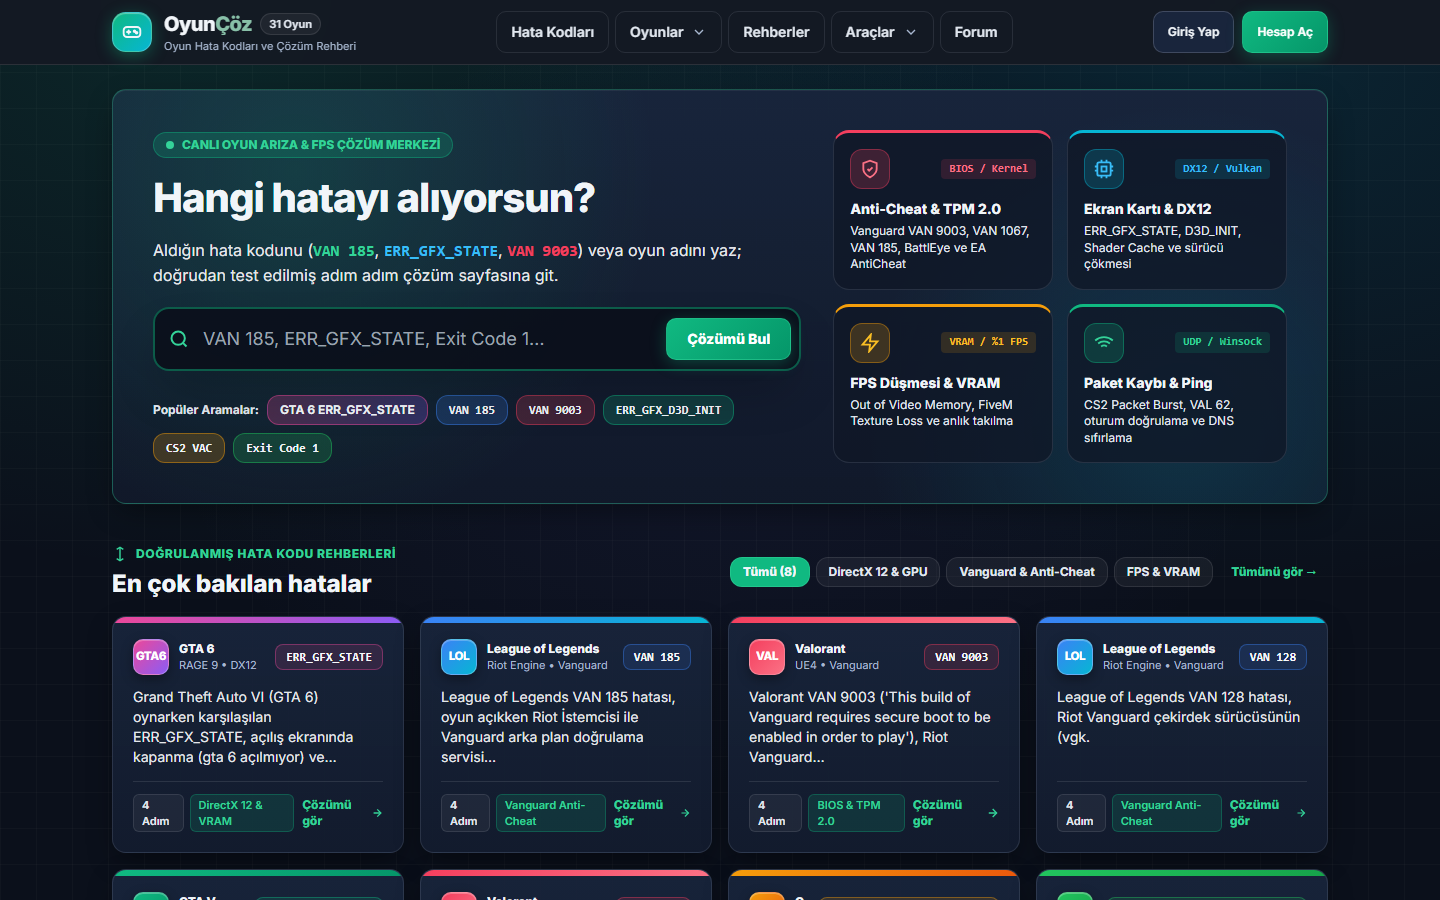 OyunÇöz 31 Oyun
Oyun Hata Kodları ve Çözüm Rehberi
Hata Kodları
Oyunlar
Rehberler
Araçlar
Forum
Giriş Yap
Hesap Aç
CANLI OYUN ARIZA & FPS ÇÖZÜM MERKEZİ
Hangi hatayı alıyorsun?
Aldığın hata kodunu (VAN 185, ERR_GFX_STATE, VAN 9003) veya oyun adını yaz;
doğrudan test edilmiş adım adım çözüm sayfasına git.
VAN 185, ERR_GFX_STATE, Exit Code 1...
Çözümü Bul
Popüler Aramalar:
GTA 6 ERR_GFX_STATE
VAN 185
VAN 9003
ERR_GFX_D3D_INIT
CS2 VAC
Exit Code 1
BIOS / Kernel
Anti-Cheat & TPM 2.0
Vanguard VAN 9003, VAN 1067,
VAN 185, BattlEye ve EA
AntiCheat
DX12 / Vulkan
Ekran Kartı & DX12
ERR_GFX_STATE, D3D_INIT,
Shader Cache ve sürücü
çökmesi
VRAM / %1 FPS
FPS Düşmesi & VRAM
Out of Video Memory, FiveM
Texture Loss ve anlık takılma
UDP / Winsock
Paket Kaybı & Ping
CS2 Packet Burst, VAL 62,
oturum doğrulama ve DNS
sıfırlama
DOĞRULANMIŞ HATA KODU REHBERLERİ
En çok bakılan hatalar
Tümü (8)
DirectX 12 & GPU
Vanguard & Anti-Cheat
FPS & VRAM
Tümünü gör →
GTA6
GTA 6
RAGE 9 • DX12
ERR_GFX_STATE
Grand Theft Auto VI (GTA 6)
oynarken karşılaşılan
ERR_GFX_STATE, açılış ekranında
kapanma (gta 6 açılmıyor) ve...
4
Adım
DirectX 12 &
VRAM
Çözümü
gör →
LOL
League of Legends
Riot Engine • Vanguard
VAN 185
League of Legends VAN 185 hatası,
oyun açıkken Riot İstemcisi ile
Vanguard arka plan doğrulama
servisi...
4
Adım
Vanguard Anti-
Cheat
Çözümü
gör →
VAL
Valorant
UE4 • Vanguard
VAN 9003
Valorant VAN 9003 ('This build of
Vanguard requires secure boot to be
enabled in order to play'), Riot
Vanguard...
4
Adım
BIOS & TPM
2.0
Çözümü
gör →
LOL
League of Legends
Riot Engine • Vanguard
VAN 128
League of Legends VAN 128 hatası,
Riot Vanguard çekirdek sürücüsünün
(vgk.
4
Adım
Vanguard Anti-
Cheat
Çözümü
gör →